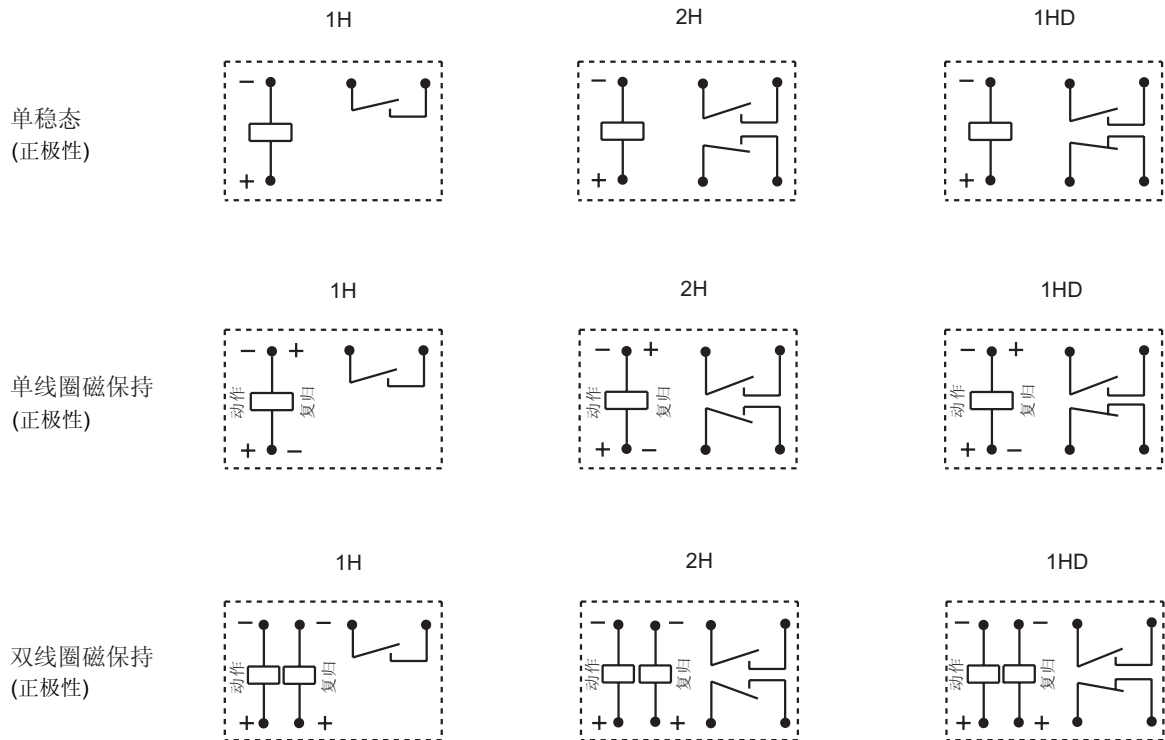 1H 2H 1HD
单稳态
(正极性)
− − −
+ + +
1H 2H 1HD
单线圈磁保持
(正极性)
− + − + − +
动作 复归 动作 复归 动作 复归
+ − + − + −
1H 2H 1HD
双线圈磁保持
(正极性)
− − − − − −
动作 复归 动作 复归 动作 复归
+ + + + + +